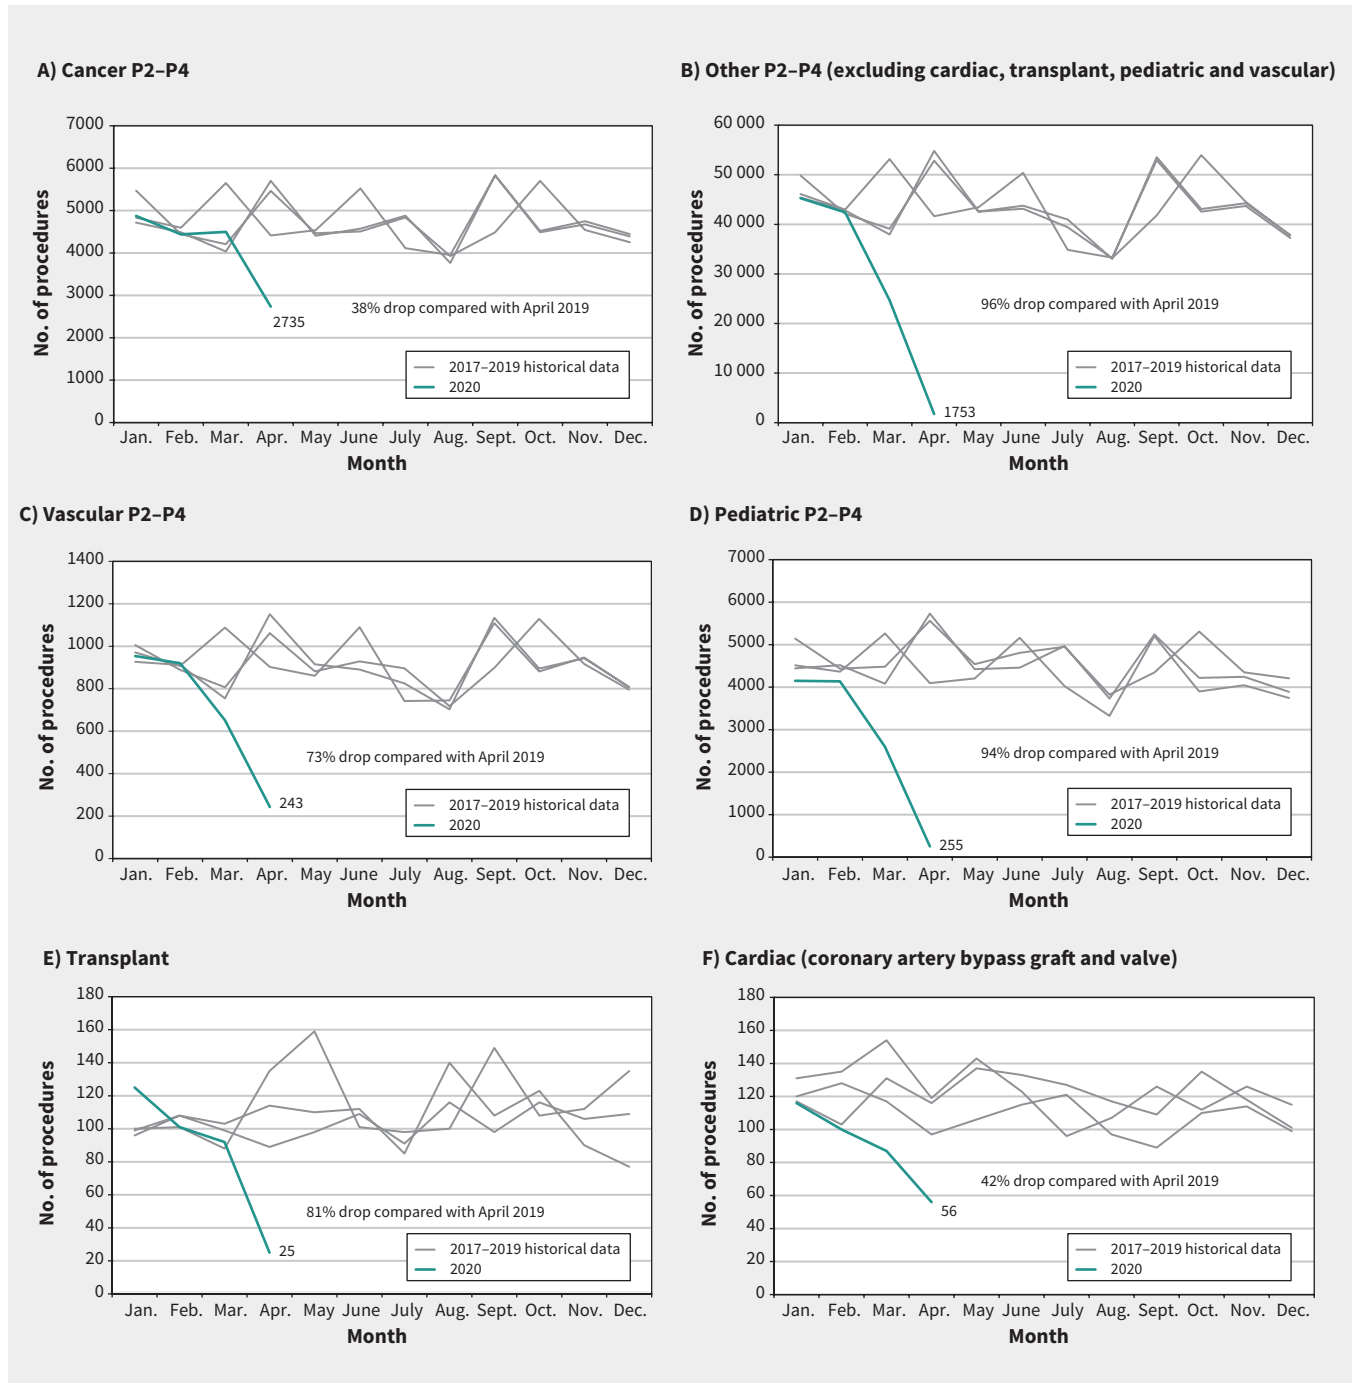 A) Cancer P2–P4
No. of procedures
7000
6000
5000
4000
3000
2000
1000
0
38% drop compared with April 2019
2735
2017–2019 historical data
2020
Jan. Feb. Mar. Apr. May June July Aug. Sept. Oct. Nov. Dec.
Month
B) Other P2–P4 (excluding cardiac, transplant, pediatric and vascular)
No. of procedures
60 000
50 000
40 000
30 000
20 000
10 000
0
96% drop compared with April 2019
1753
2017–2019 historical data
2020
Jan. Feb. Mar. Apr. May June July Aug. Sept. Oct. Nov. Dec.
Month
C) Vascular P2–P4
No. of procedures
1400
1200
1000
800
600
400
200
0
73% drop compared with April 2019
243
2017–2019 historical data
2020
Jan. Feb. Mar. Apr. May June July Aug. Sept. Oct. Nov. Dec.
Month
D) Pediatric P2–P4
No. of procedures
7000
6000
5000
4000
3000
2000
1000
0
94% drop compared with April 2019
255
2017–2019 historical data
2020
Jan. Feb. Mar. Apr. May June July Aug. Sept. Oct. Nov. Dec.
Month
E) Transplant
No. of procedures
180
160
140
120
100
80
60
40
20
0
81% drop compared with April 2019
25
2017–2019 historical data
2020
Jan. Feb. Mar. Apr. May June July Aug. Sept. Oct. Nov. Dec.
Month
F) Cardiac (coronary artery bypass graft and valve)
No. of procedures
180
160
140
120
100
80
60
40
20
0
42% drop compared with April 2019
56
2017–2019 historical data
2020
Jan. Feb. Mar. Apr. May June July Aug. Sept. Oct. Nov. Dec.
Month